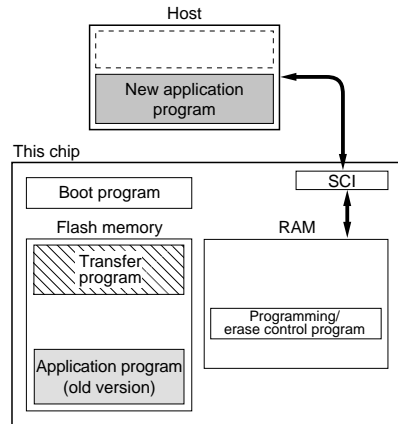 Host
New application
program
This chip
Boot program
SCI
Flash memory
RAM
Transfer
program
Programming/
erase control program
Application program
(old version)